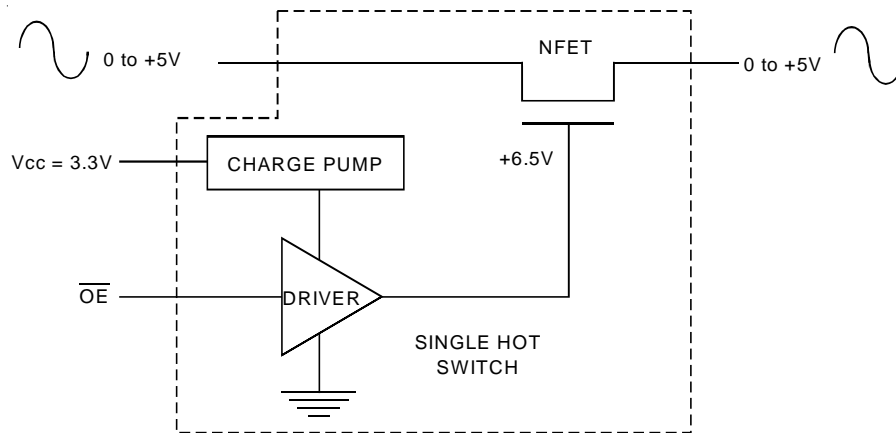 NFET
0 to +5V
0 to +5V
Vcc = 3.3V
CHARGE PUMP
+6.5V
OE
DRIVER
SINGLE HOT
SWITCH